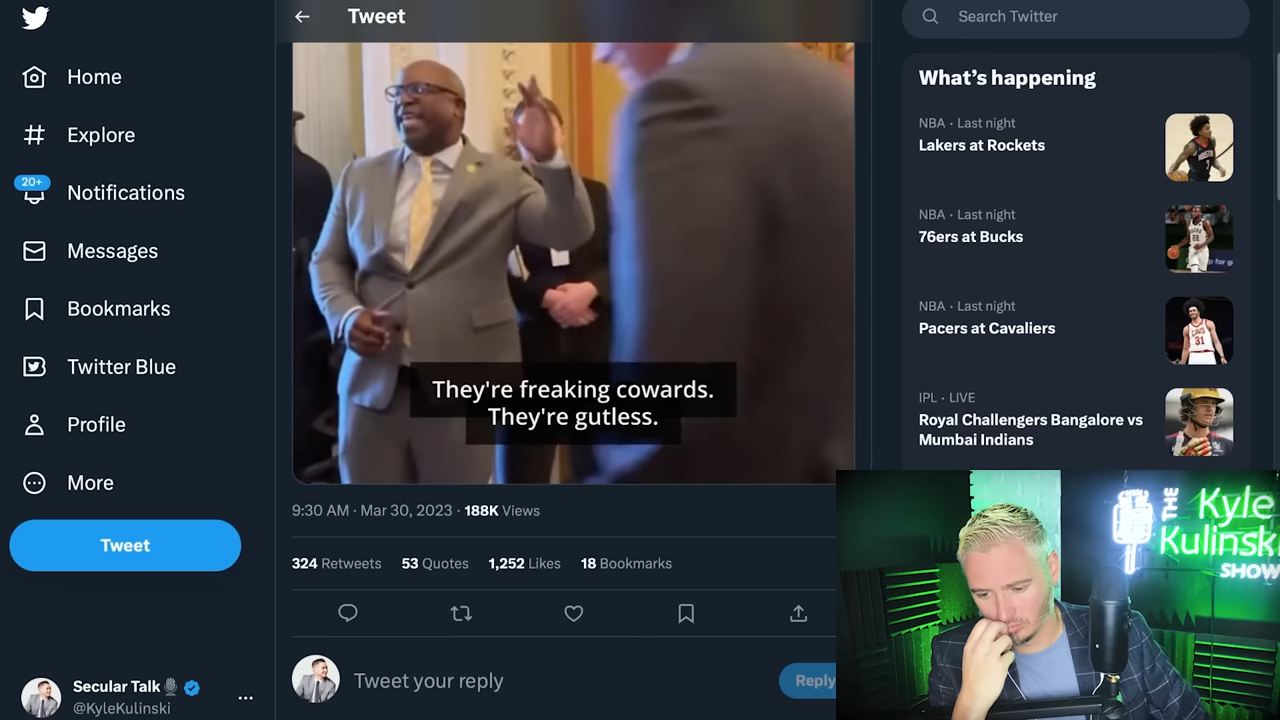 Home
Explore
20+
Notifications
Messages
Bookmarks
Twitter Blue
Profile
More
Tweet
Secular Talk
@KyleKulinski
Tweet
They're freaking cowards.
They're gutless.
9:30 AM · Mar 30, 2023 · 188K Views
324 Retweets 53 Quotes 1,252 Likes 18 Bookmarks
Tweet your reply
Reply
Search Twitter
What's happening
NBA · Last night
Lakers at Rockets
NBA · Last night
76ers at Bucks
NBA · Last night
Pacers at Cavaliers
IPL · LIVE
Royal Challengers Bangalore vs
Mumbai Indians
THE
Kyle
Kulinski
SHOW